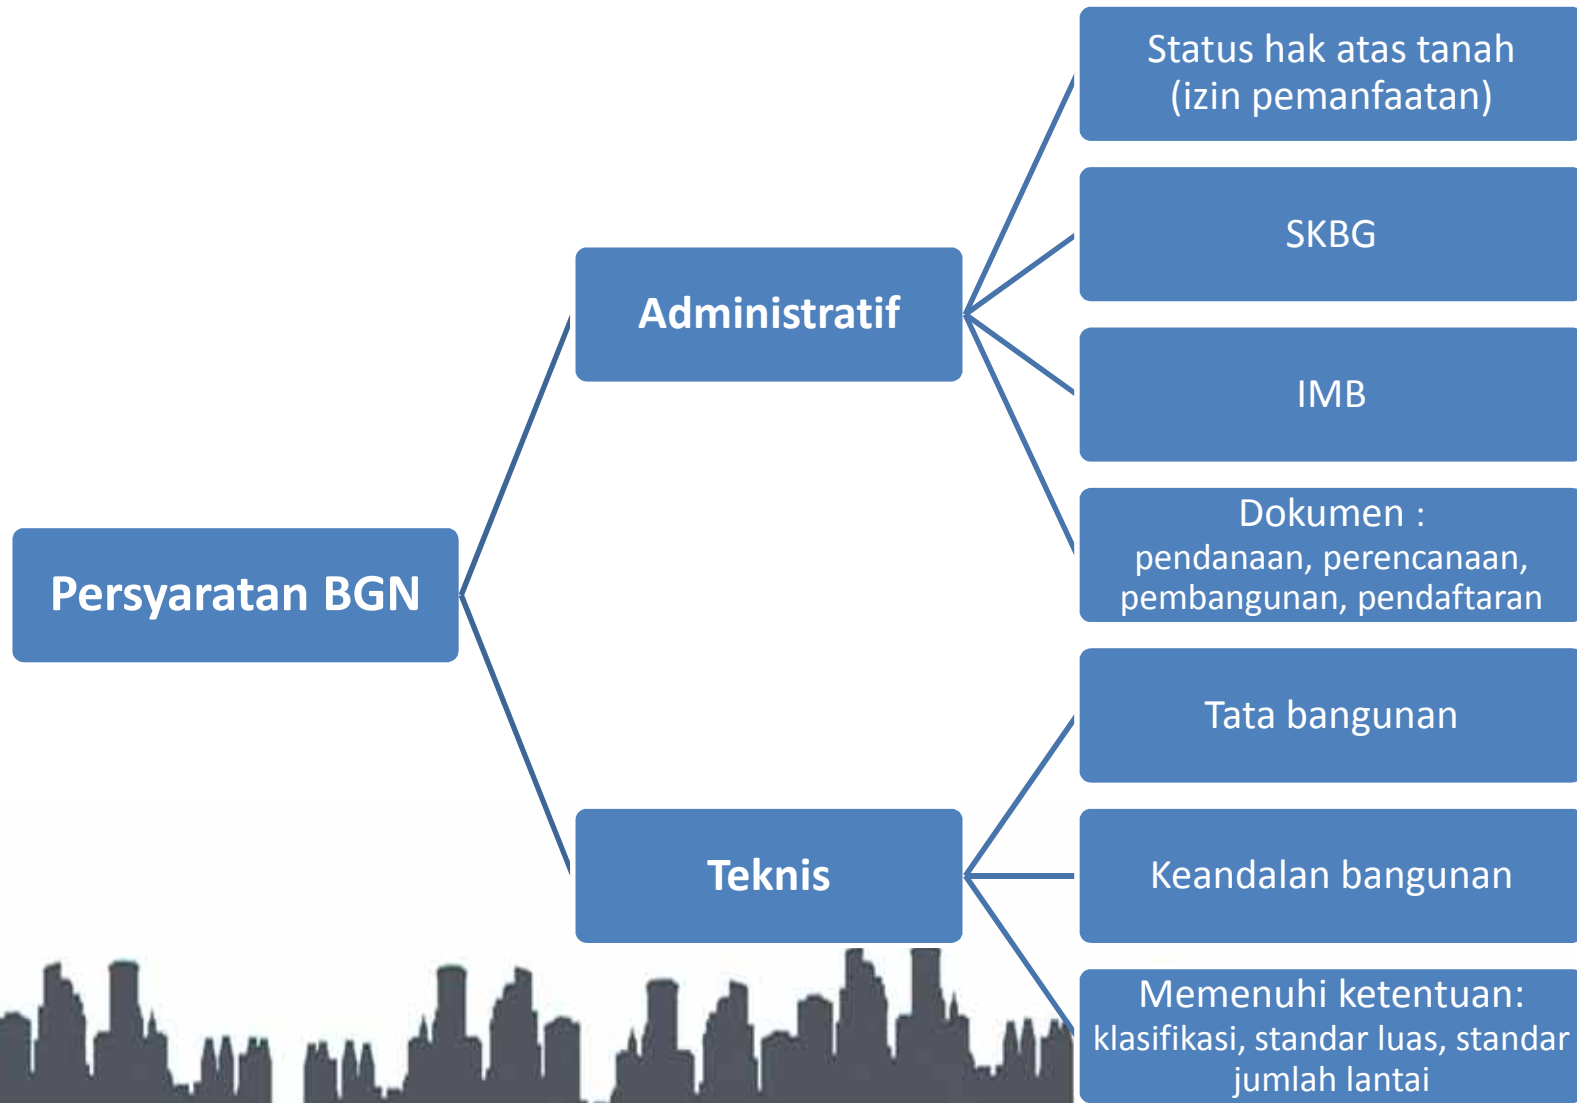 Persyaratan BGN
Administratif
Status hak atas tanah
(izin pemanfaatan)
SKBG
IMB
Dokumen :
pendanaan, perencanaan,
pembangunan, pendaftaran
Teknis
Tata bangunan
Keandalan bangunan
Memenuhi ketentuan:
klasifikasi, standar luas, standar
jumlah lantai